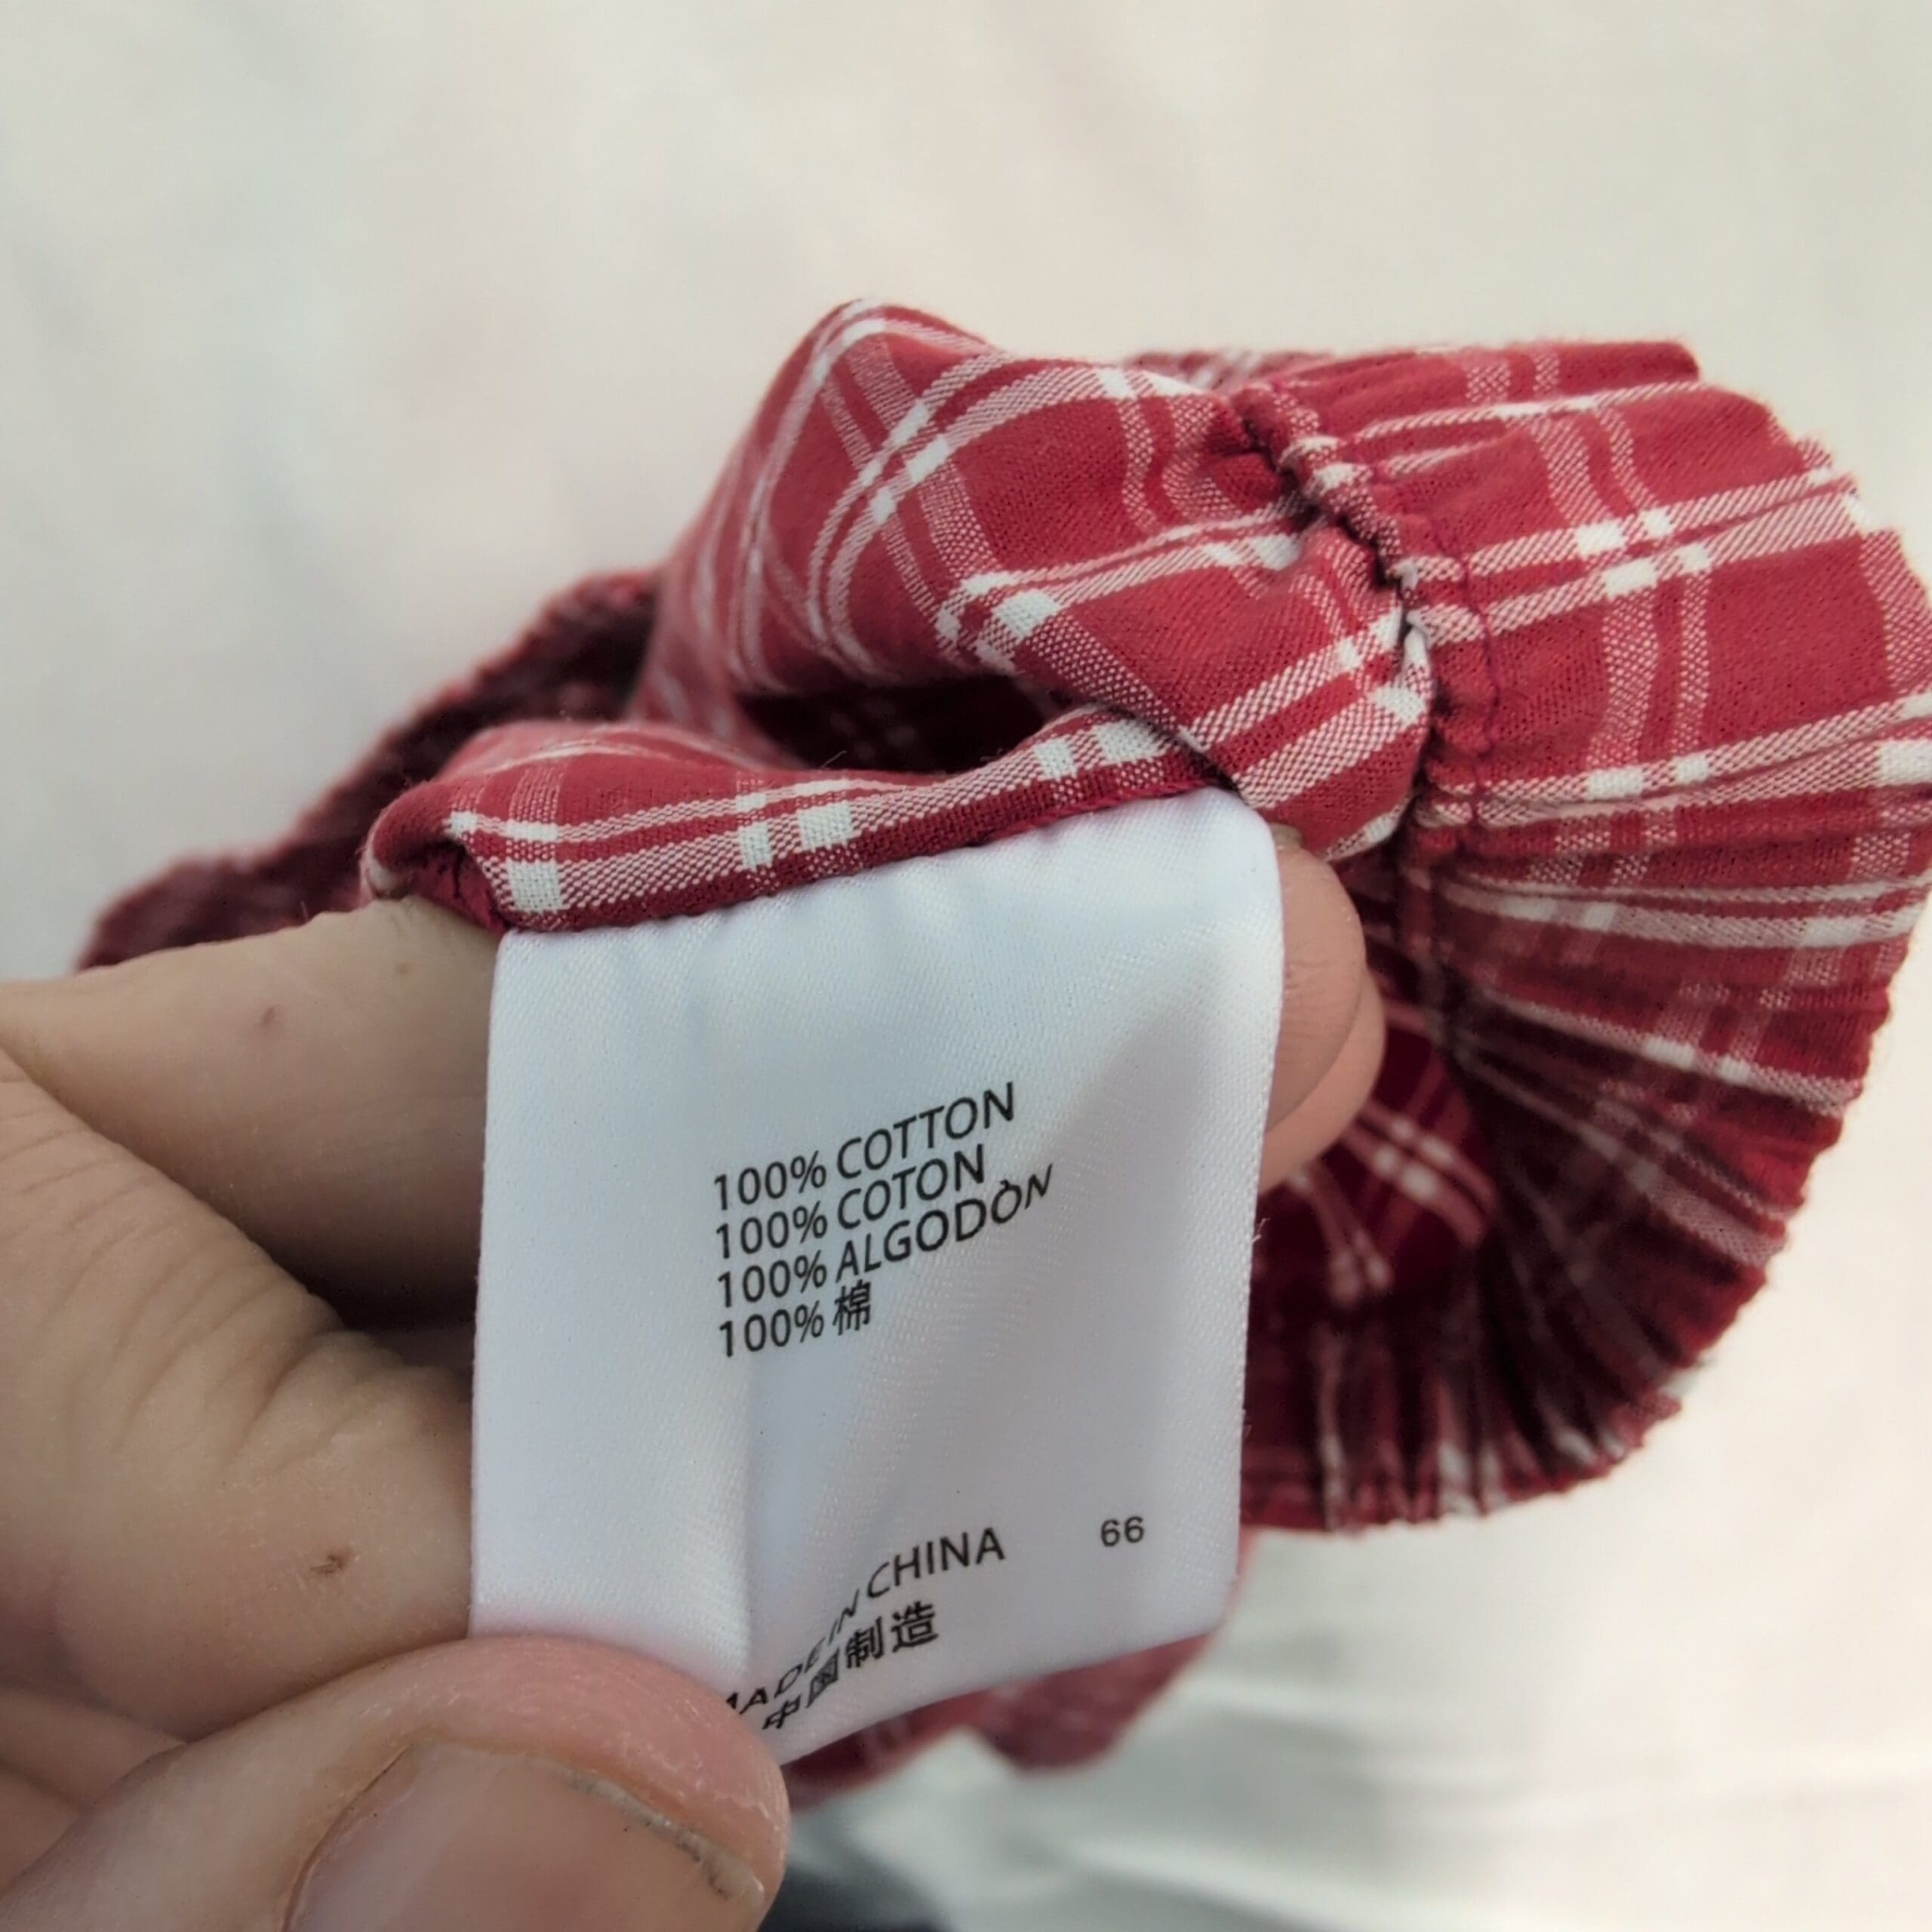 100% COTTON
100% COTON
100% ALGODÒN
100% 棉
MADE IN CHINA 66
中国制造